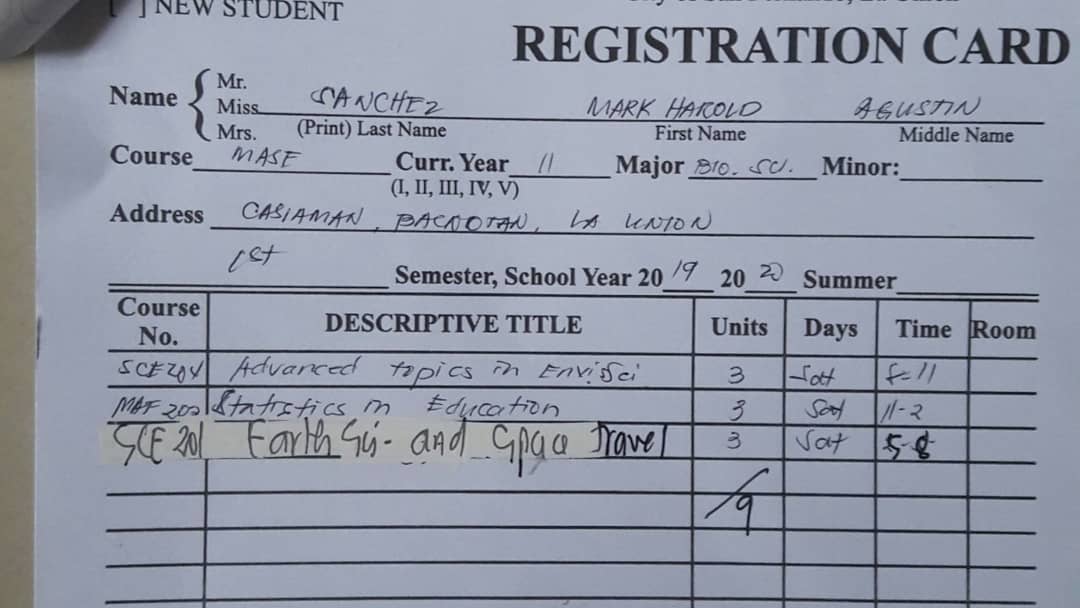 [ ] NEW STUDENT
REGISTRATION CARD
Name { Mr. Miss Mrs. SANCHEZ MARK HAROLD AGUSTIN
(Print) Last Name First Name Middle Name
Course MASE Curr. Year 11 Major BIO. SCI. Minor:
(I, II, III, IV, V)
Address CASIAMAN, BACNOTAN, LA UNION
1st Semester, School Year 20 19 20 20 Summer
Course No. DESCRIPTIVE TITLE Units Days Time Room
SCE 204 Advanced topics in EnviSci 3 Sat 8-11
MAF 202 Statistics in Education 3 Sat 11-2
SCE 201 Earth Sci- and Space Travel 3 Sat 5-8
9